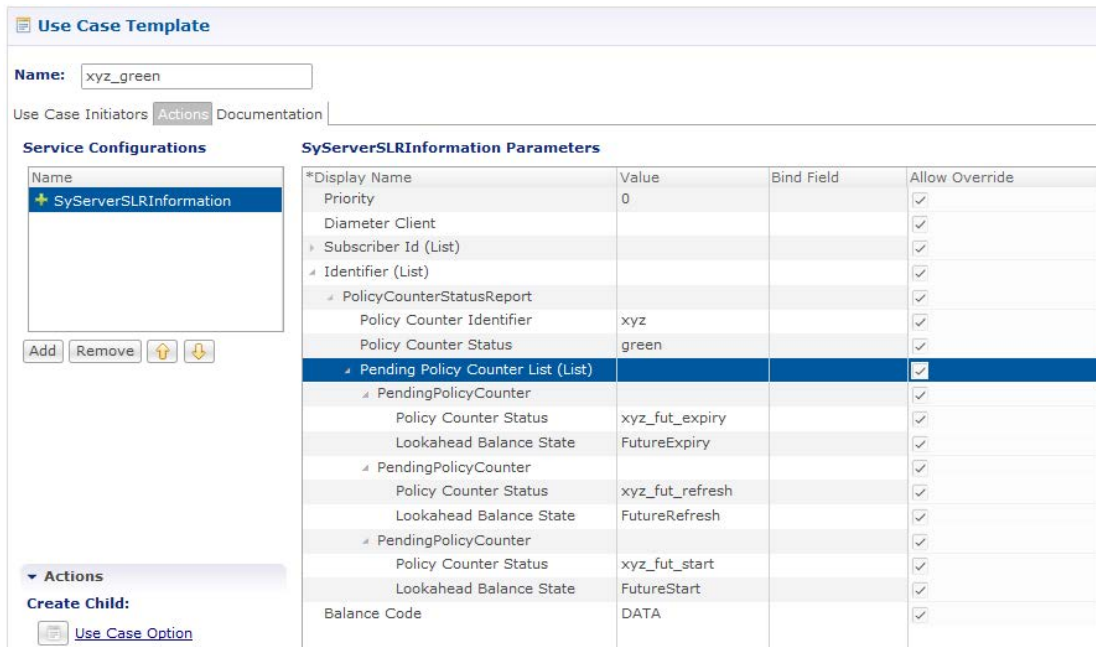 Use Case Template
Name: xyz_green
Use Case Initiators Actions Documentation
Service Configurations
Name
SyServerSLRInformation
Add Remove
Actions
Create Child:
Use Case Option
SyServerSLRInformation Parameters
*Display Name Value Bind Field Allow Override
Priority 0
Diameter Client
Subscriber Id (List)
Identifier (List)
PolicyCounterStatusReport
Policy Counter Identifier xyz
Policy Counter Status green
Pending Policy Counter List (List)
PendingPolicyCounter
Policy Counter Status xyz_fut_expiry
Lookahead Balance State FutureExpiry
PendingPolicyCounter
Policy Counter Status xyz_fut_refresh
Lookahead Balance State FutureRefresh
PendingPolicyCounter
Policy Counter Status xyz_fut_start
Lookahead Balance State FutureStart
Balance Code DATA